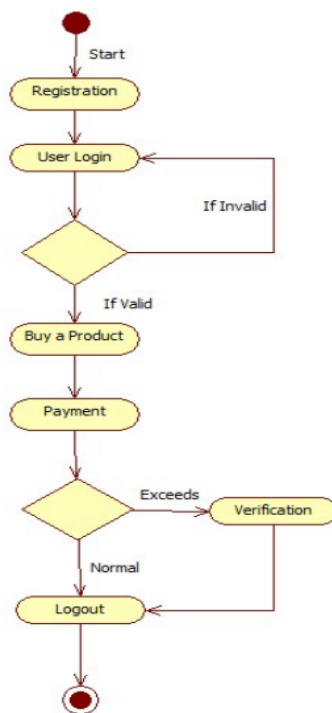 Start
Registration
User Login
If Invalid
If Valid
Buy a Product
Payment
Exceeds
Verification
Normal
Logout